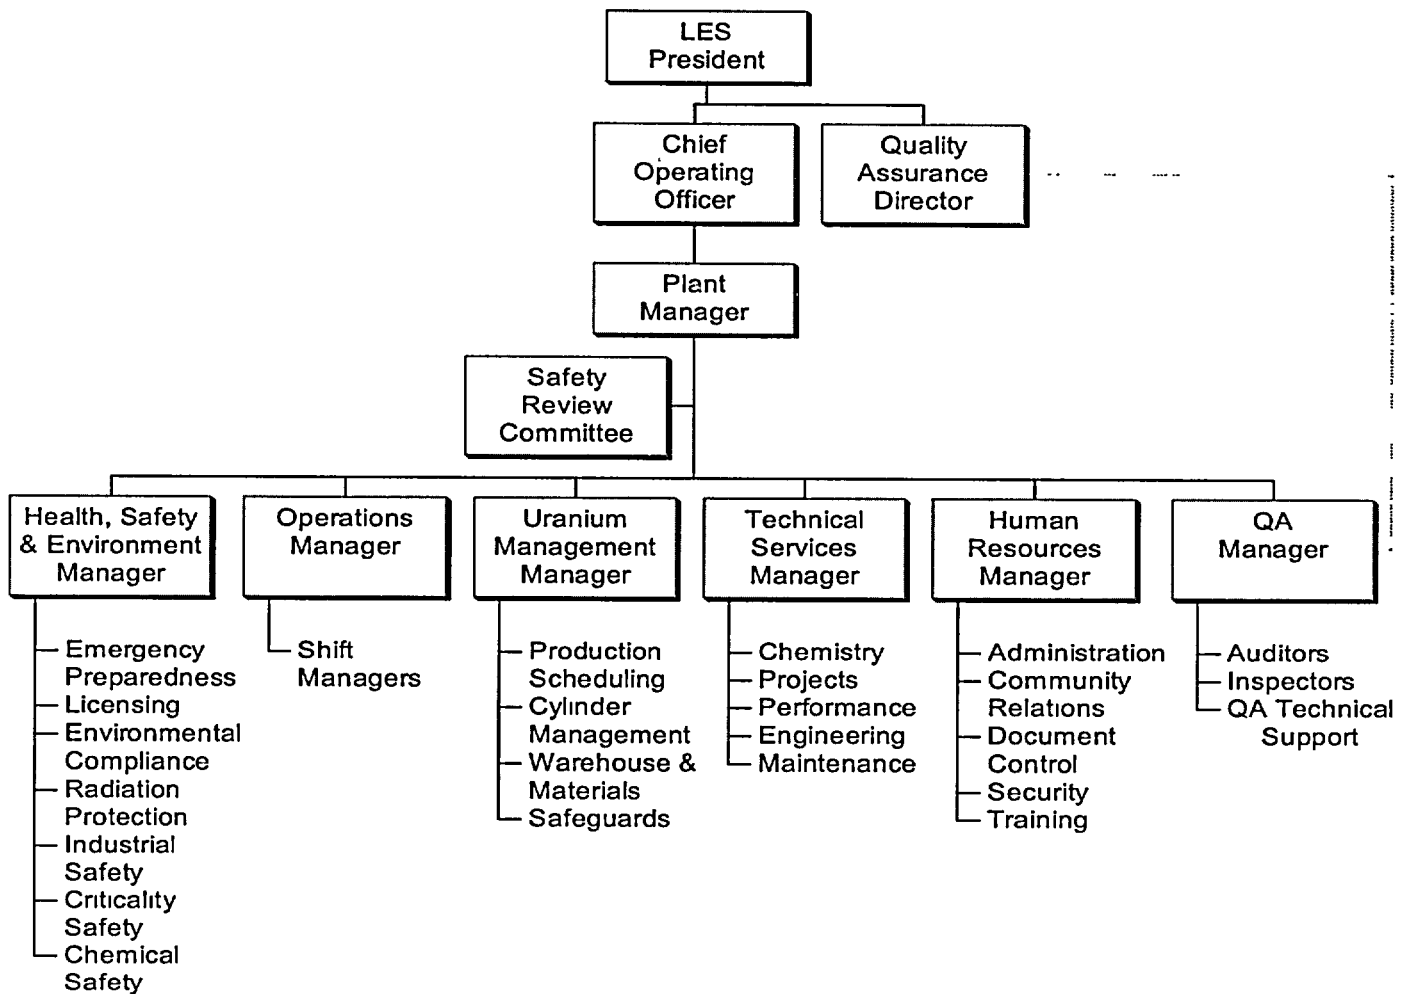 LES
President
Chief
Operating
Officer
Quality
Assurance
Director
Plant
Manager
Safety
Review
Committee
Health, Safety
& Environment
Manager
Operations
Manager
Uranium
Management
Manager
Technical
Services
Manager
Human
Resources
Manager
QA
Manager
Emergency
Preparedness
Licensing
Environmental
Compliance
Radiation
Protection
Industrial
Safety
Criticality
Safety
Chemical
Safety
Shift
Managers
Production
Scheduling
Cylinder
Management
Warehouse &
Materials
Safeguards
Chemistry
Projects
Performance
Engineering
Maintenance
Administration
Community
Relations
Document
Control
Security
Training
Auditors
Inspectors
QA Technical
Support